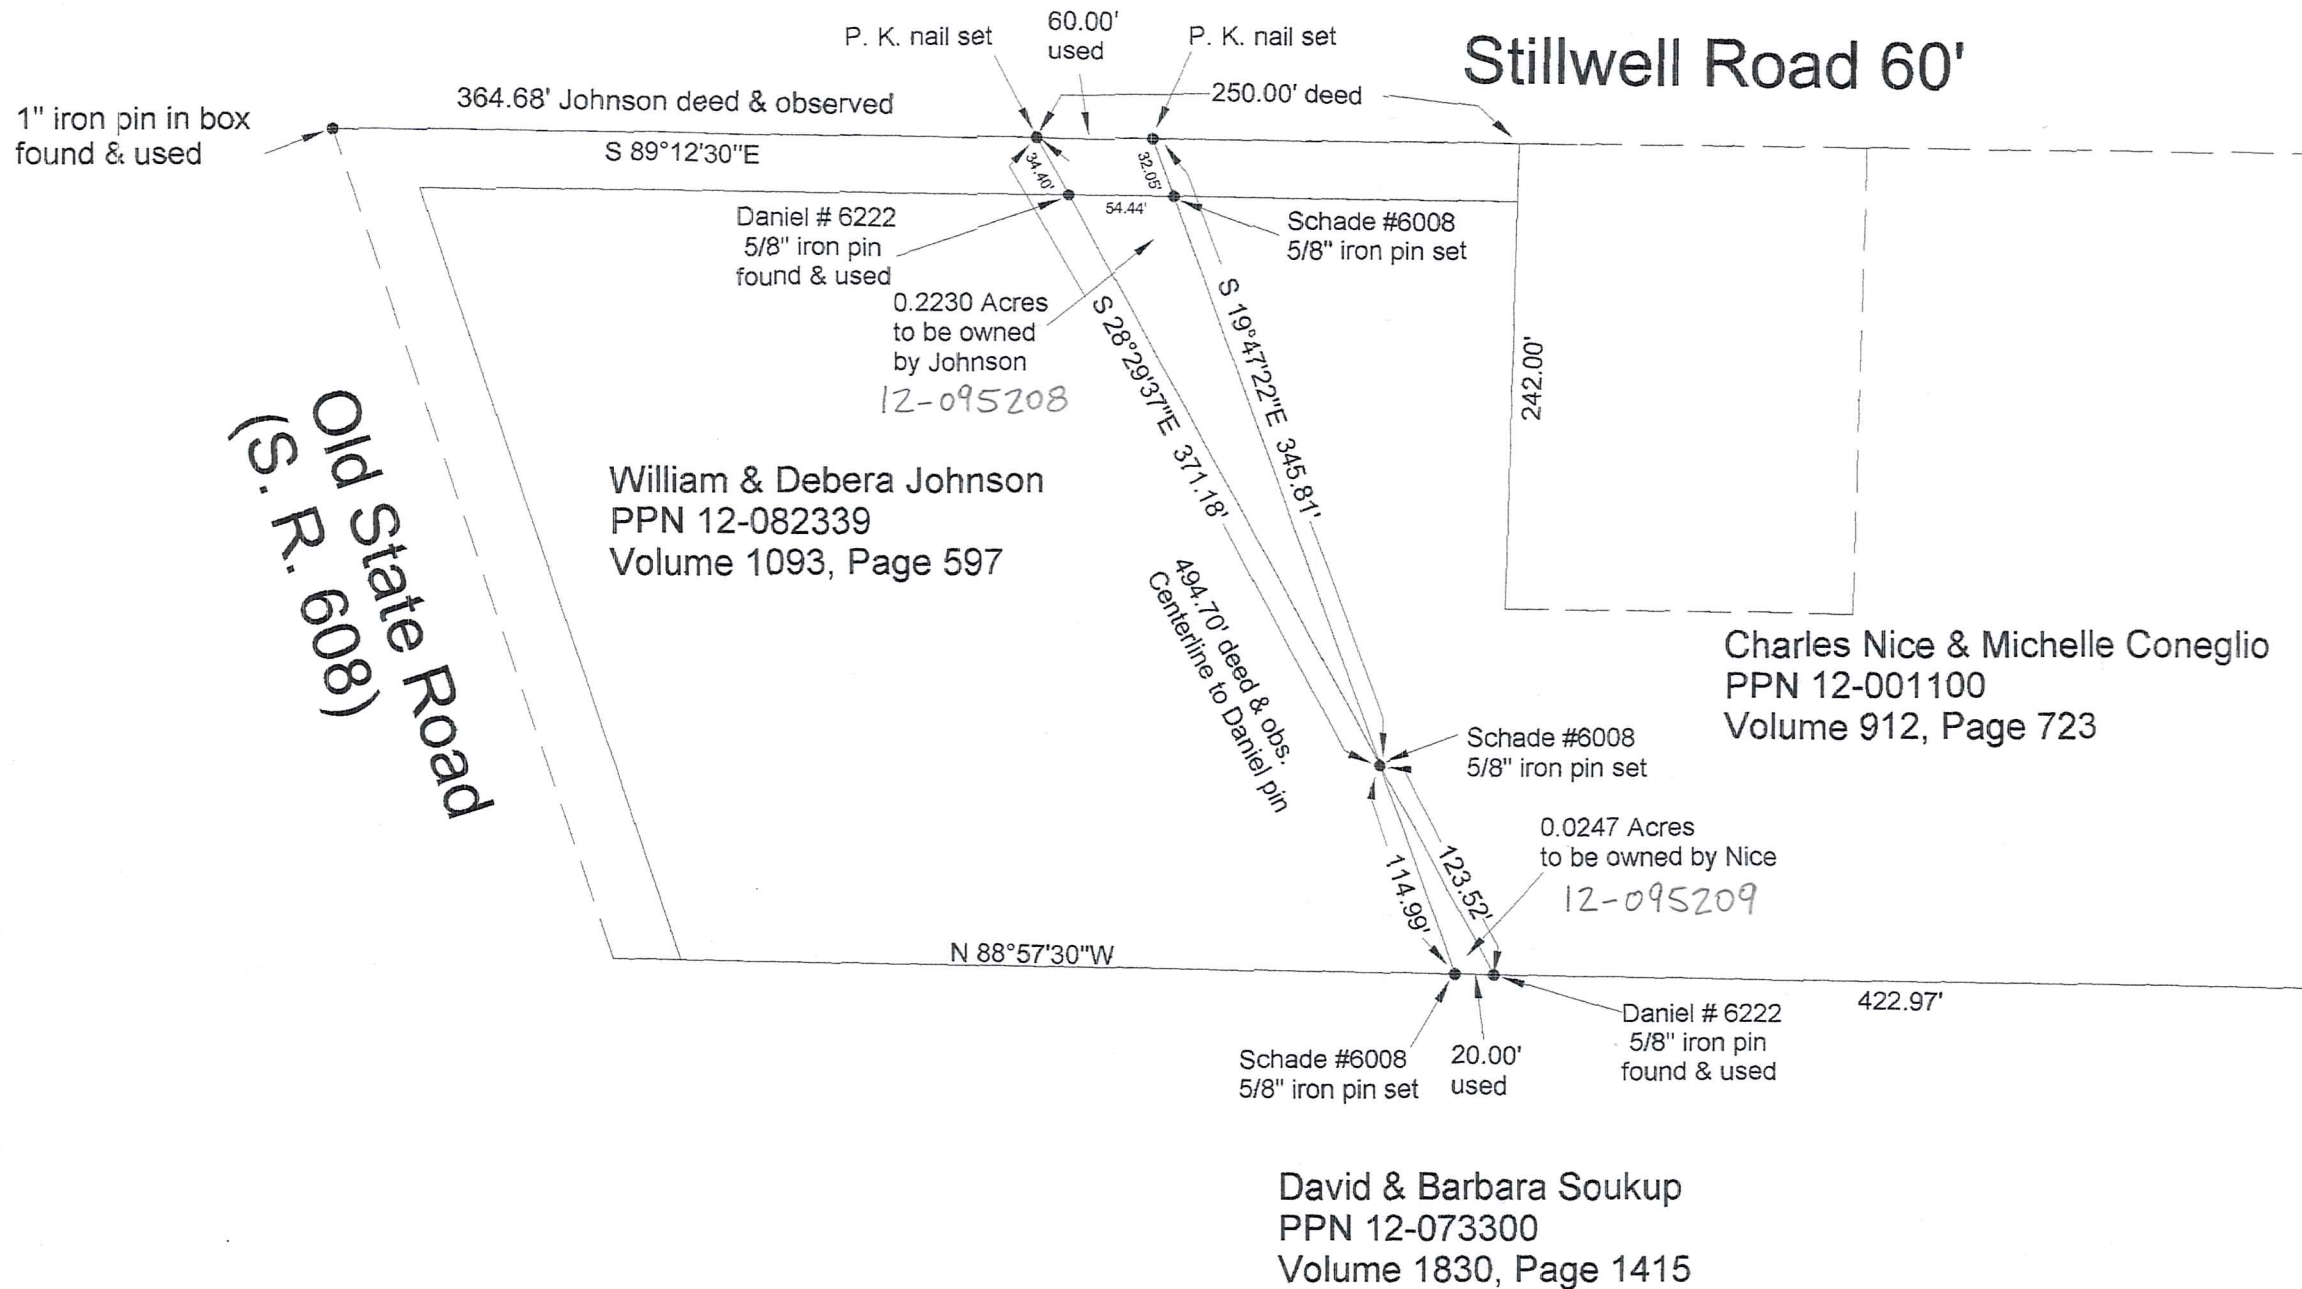 60.00'
used
P. K. nail set
P. K. nail set
Stillwell Road 60'
364.68' Johnson deed & observed
250.00' deed
1" iron pin in box
found & used
S 89°12'30"E
34.40'
32.05'
54.44'
Daniel # 6222
5/8" iron pin
found & used
Schade #6008
5/8" iron pin set
0.2230 Acres
to be owned
by Johnson
12-095208
S 28°29'37"E 371.18'
S 19°47'22"E 345.81'
242.00'
Old State Road
(S. R. 608)
William & Debera Johnson
PPN 12-082339
Volume 1093, Page 597
494.70' deed & obs.
Centerline to Daniel pin
Charles Nice & Michelle Coneglio
PPN 12-001100
Volume 912, Page 723
Schade #6008
5/8" iron pin set
0.0247 Acres
to be owned by Nice
12-095209
114.99'
123.52'
N 88°57'30"W
422.97'
Daniel # 6222
5/8" iron pin
found & used
Schade #6008
5/8" iron pin set
20.00'
used
David & Barbara Soukup
PPN 12-073300
Volume 1830, Page 1415